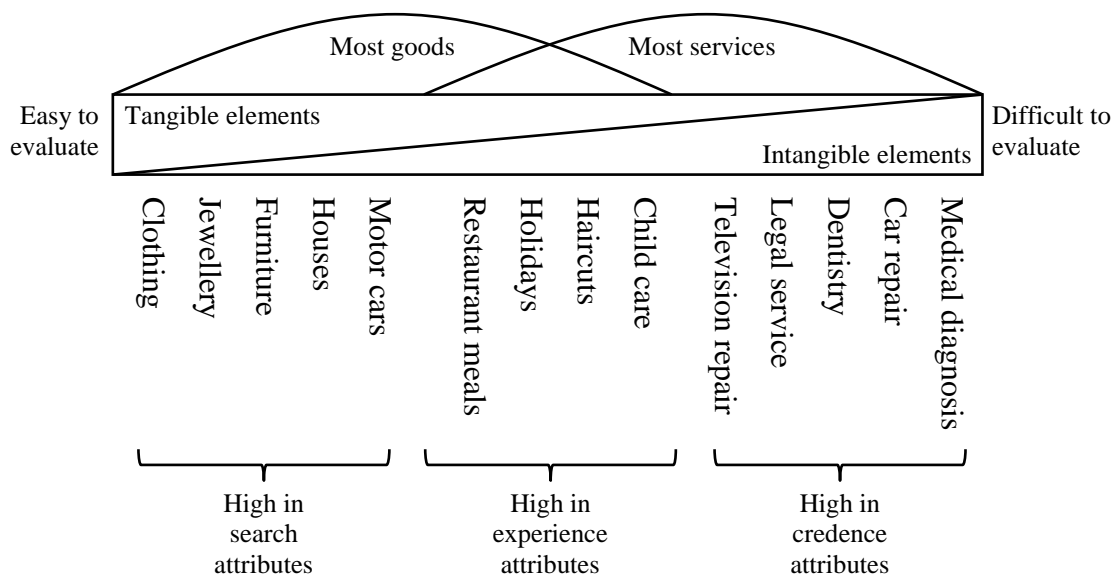 Most goods
Most services
Easy to
evaluate
Tangible elements
Intangible elements
Difficult to
evaluate
Clothing
Jewellery
Furniture
Houses
Motor cars
Restaurant meals
Holidays
Haircuts
Child care
Television repair
Legal service
Dentistry
Car repair
Medical diagnosis
High in
search
attributes
High in
experience
attributes
High in
credence
attributes